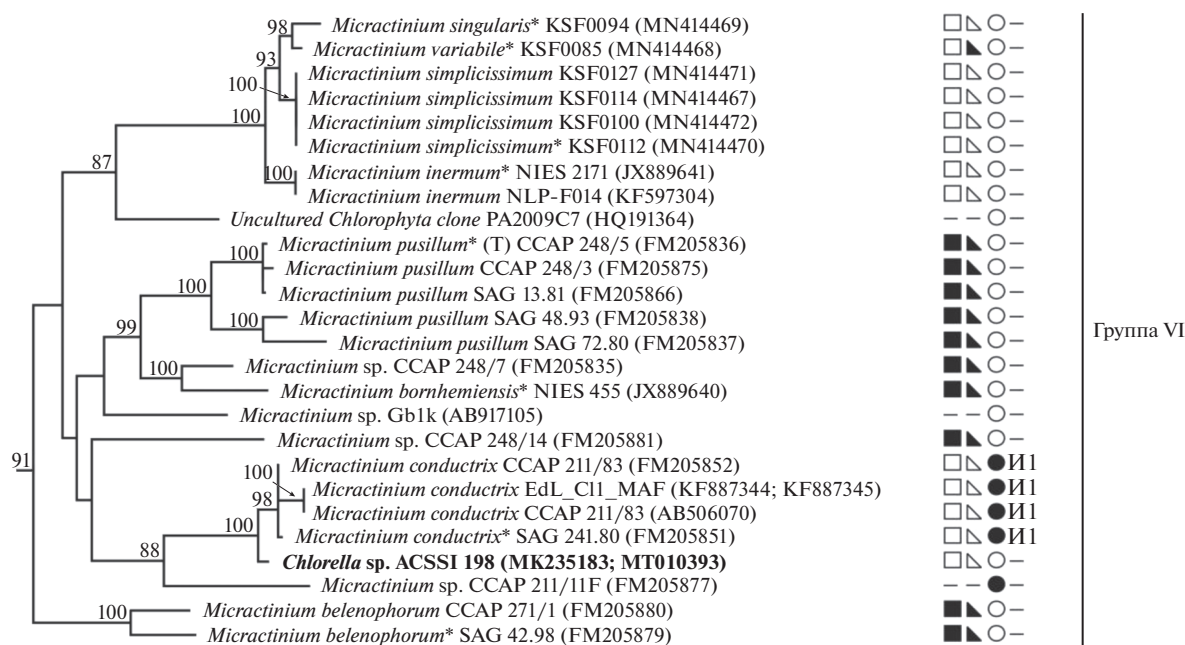 Micractinium singularis* KSF0094 (MN414469)
98
Micractinium variabile* KSF0085 (MN414468)
93
Micractinium simplicissimum KSF0127 (MN414471)
100
Micractinium simplicissimum KSF0114 (MN414467)
100
Micractinium simplicissimum KSF0100 (MN414472)
Micractinium simplicissimum* KSF0112 (MN414470)
87
Micractinium inermum* NIES 2171 (JX889641)
100
Micractinium inermum NLP-F014 (KF597304)
Uncultured Chlorophyta clone PA2009C7 (HQ191364)
Micractinium pusillum* (T) CCAP 248/5 (FM205836)
100
Micractinium pusillum CCAP 248/3 (FM205875)
100
Micractinium pusillum SAG 13.81 (FM205866)
Micractinium pusillum SAG 48.93 (FM205838)
99
100
Micractinium pusillum SAG 72.80 (FM205837)
Группа VI
Micractinium sp. CCAP 248/7 (FM205835)
100
Micractinium bornhemiensis* NIES 455 (JX889640)
Micractinium sp. Gb1k (AB917105)
Micractinium sp. CCAP 248/14 (FM205881)
91
Micractinium conductrix CCAP 211/83 (FM205852) И1
100
Micractinium conductrix EdL_Cl1_MAF (KF887344; KF887345) И1
98
Micractinium conductrix CCAP 211/83 (AB506070) И1
100
Micractinium conductrix* SAG 241.80 (FM205851) И1
88
Chlorella sp. ACSSI 198 (MK235183; MT010393)
Micractinium sp. CCAP 211/11F (FM205877)
100
Micractinium belenophorum CCAP 271/1 (FM205880)
Micractinium belenophorum* SAG 42.98 (FM205879)